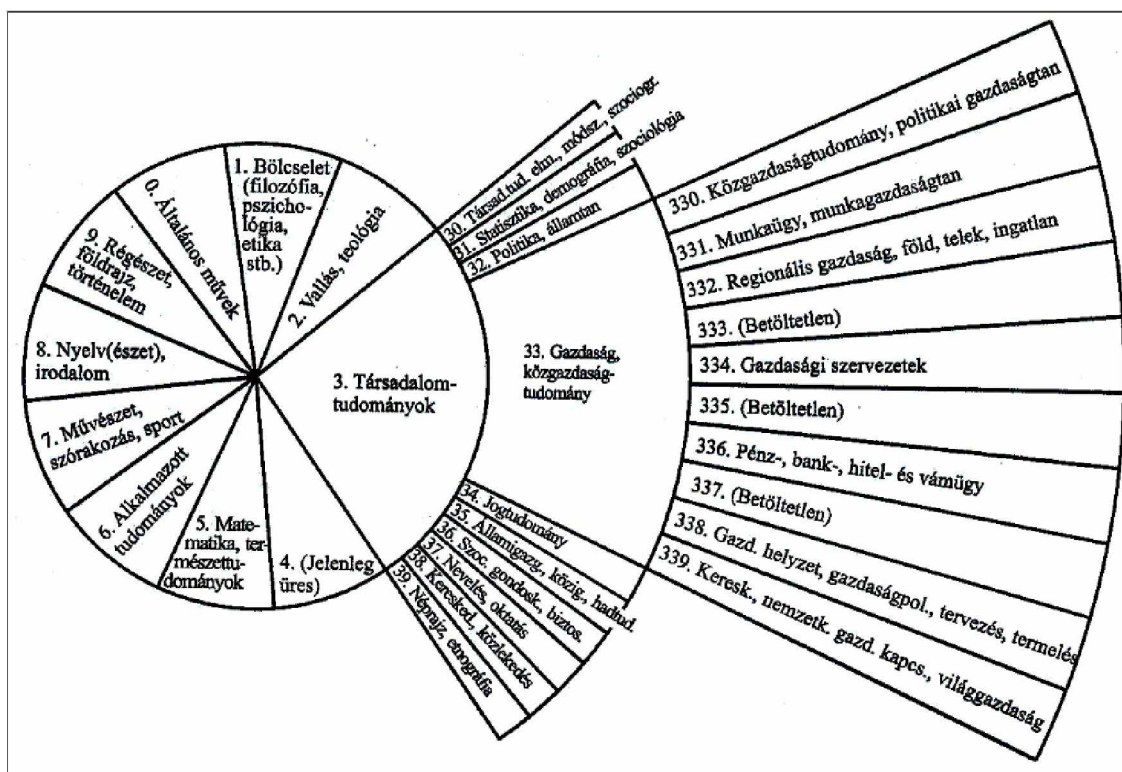 0. Általános művek
1. Bölcselet
(filozófia,
pszicho-
lógia,
etika
stb.)
2. Vallás, teológia
3. Társadalom-
tudományok
4. (Jelenleg
üres)
5. Mate-
matika, ter-
mészettu-
dományok
6. Alkalmazott
tudományok
7. Művészet,
szórakozás, sport
8. Nyelv(észet),
irodalom
9. Régészet,
földrajz,
történelem
30. Társad.tud. elm., módsz., szociogr.
31. Statisztika, demográfia, szociológia
32. Politika, államtan
33. Gazdaság,
közgazdaság-
tudomány
34. Jogtudomány
35. Államigazg., közig., hadtud.
36. Szoc. gondosk., biztos.
37. Nevelés, oktatás
38. Keresked., közlekedés
39. Néprajz, etnográfia
330. Közgazdaságtudomány, politikai gazdaságtan
331. Munkaügy, munkagazdaságtan
332. Regionális gazdaság, föld, telek, ingatlan
333. (Betöltetlen)
334. Gazdasági szervezetek
335. (Betöltetlen)
336. Pénz-, bank-, hitel- és vámügy
337. (Betöltetlen)
338. Gazd. helyzet, gazdaságpol., tervezés, termelés
339. Keresk., nemzetk. gazd. kapcs., világgazdaság